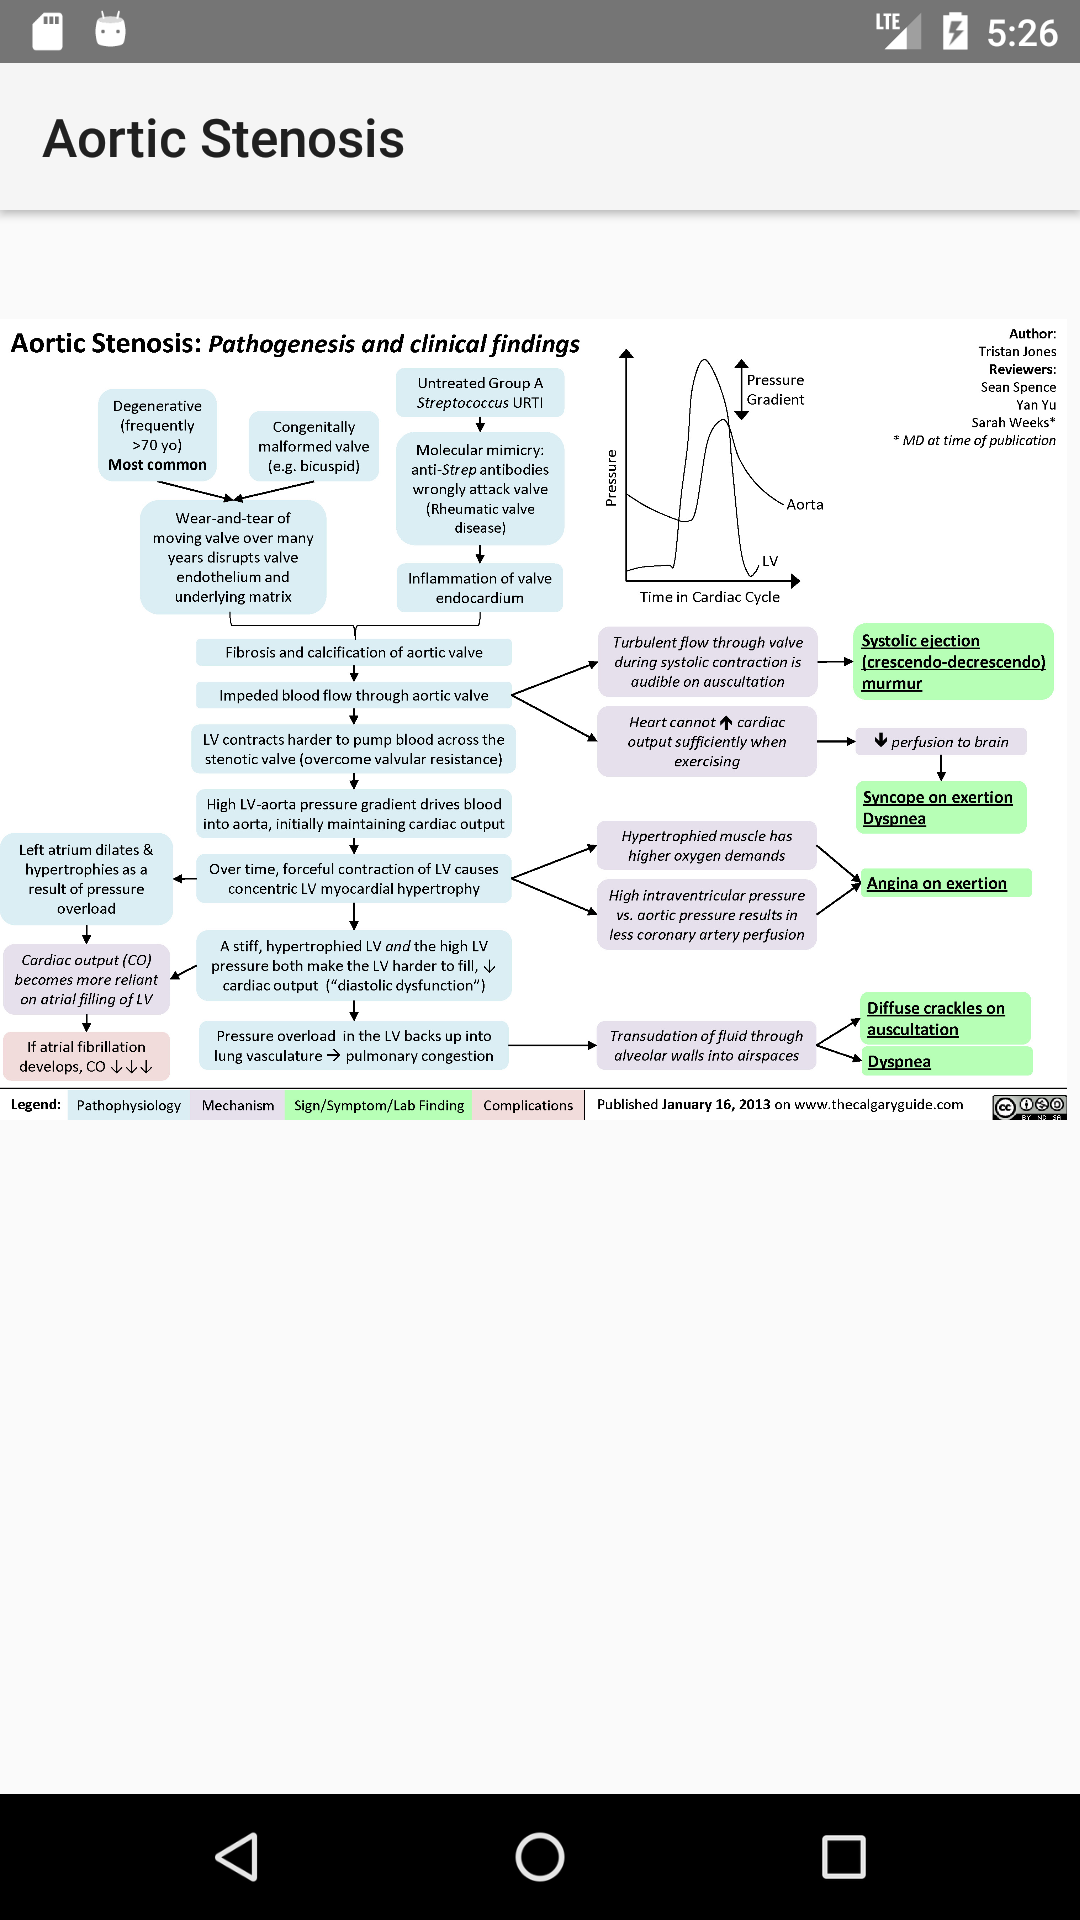 LTE 5:26
Aortic Stenosis
Aortic Stenosis: Pathogenesis and clinical findings
Author:
Tristan Jones
Reviewers:
Sean Spence
Yan Yu
Sarah Weeks*
* MD at time of publication
Degenerative
(frequently
>70 yo)
Most common
Congenitally
malformed valve
(e.g. bicuspid)
Untreated Group A
Streptococcus URTI
Molecular mimicry:
anti-Strep antibodies
wrongly attack valve
(Rheumatic valve
disease)
Wear-and-tear of
moving valve over many
years disrupts valve
endothelium and
underlying matrix
Inflammation of valve
endocardium
Pressure
Pressure
Gradient
Aorta
LV
Time in Cardiac Cycle
Fibrosis and calcification of aortic valve
Impeded blood flow through aortic valve
LV contracts harder to pump blood across the
stenotic valve (overcome valvular resistance)
High LV-aorta pressure gradient drives blood
into aorta, initially maintaining cardiac output
Over time, forceful contraction of LV causes
concentric LV myocardial hypertrophy
A stiff, hypertrophied LV and the high LV
pressure both make the LV harder to fill, ↓
cardiac output ("diastolic dysfunction")
Pressure overload in the LV backs up into
lung vasculature → pulmonary congestion
Left atrium dilates &
hypertrophies as a
result of pressure
overload
Cardiac output (CO)
becomes more reliant
on atrial filling of LV
If atrial fibrillation
develops, CO ↓↓↓
Turbulent flow through valve
during systolic contraction is
audible on auscultation
Systolic ejection
(crescendo-decrescendo)
murmur
Heart cannot ↑ cardiac
output sufficiently when
exercising
↓ perfusion to brain
Syncope on exertion
Dyspnea
Hypertrophied muscle has
higher oxygen demands
High intraventricular pressure
vs. aortic pressure results in
less coronary artery perfusion
Angina on exertion
Transudation of fluid through
alveolar walls into airspaces
Diffuse crackles on
auscultation
Dyspnea
Legend: Pathophysiology Mechanism Sign/Symptom/Lab Finding Complications Published January 16, 2013 on www.thecalgaryguide.com
cc BY NC SA